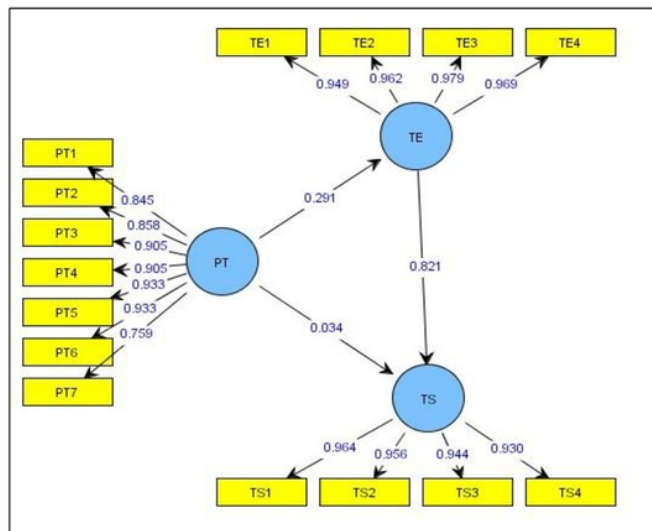 TE1 TE2 TE3 TE4
0.949 0.962 0.979 0.969
TE
PT1
PT2
PT3
PT4
PT5
PT6
PT7
0.845
0.858
0.905
0.905
0.933
0.933
0.759
PT
0.291
0.821
0.034
TS
0.964 0.956 0.944 0.930
TS1 TS2 TS3 TS4